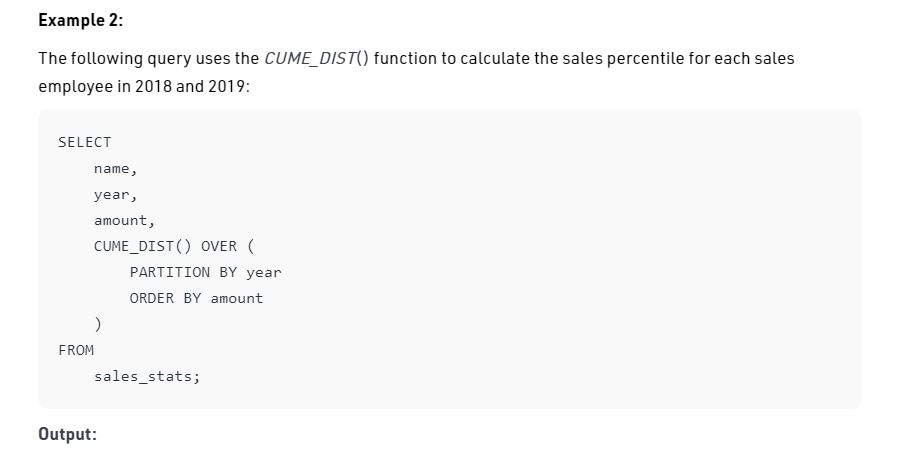 Example 2:
The following query uses the CUME_DIST() function to calculate the sales percentile for each sales
employee in 2018 and 2019:
SELECT
    name,
    year,
    amount,
    CUME_DIST() OVER (
        PARTITION BY year
        ORDER BY amount
    )
FROM
    sales_stats;
Output: